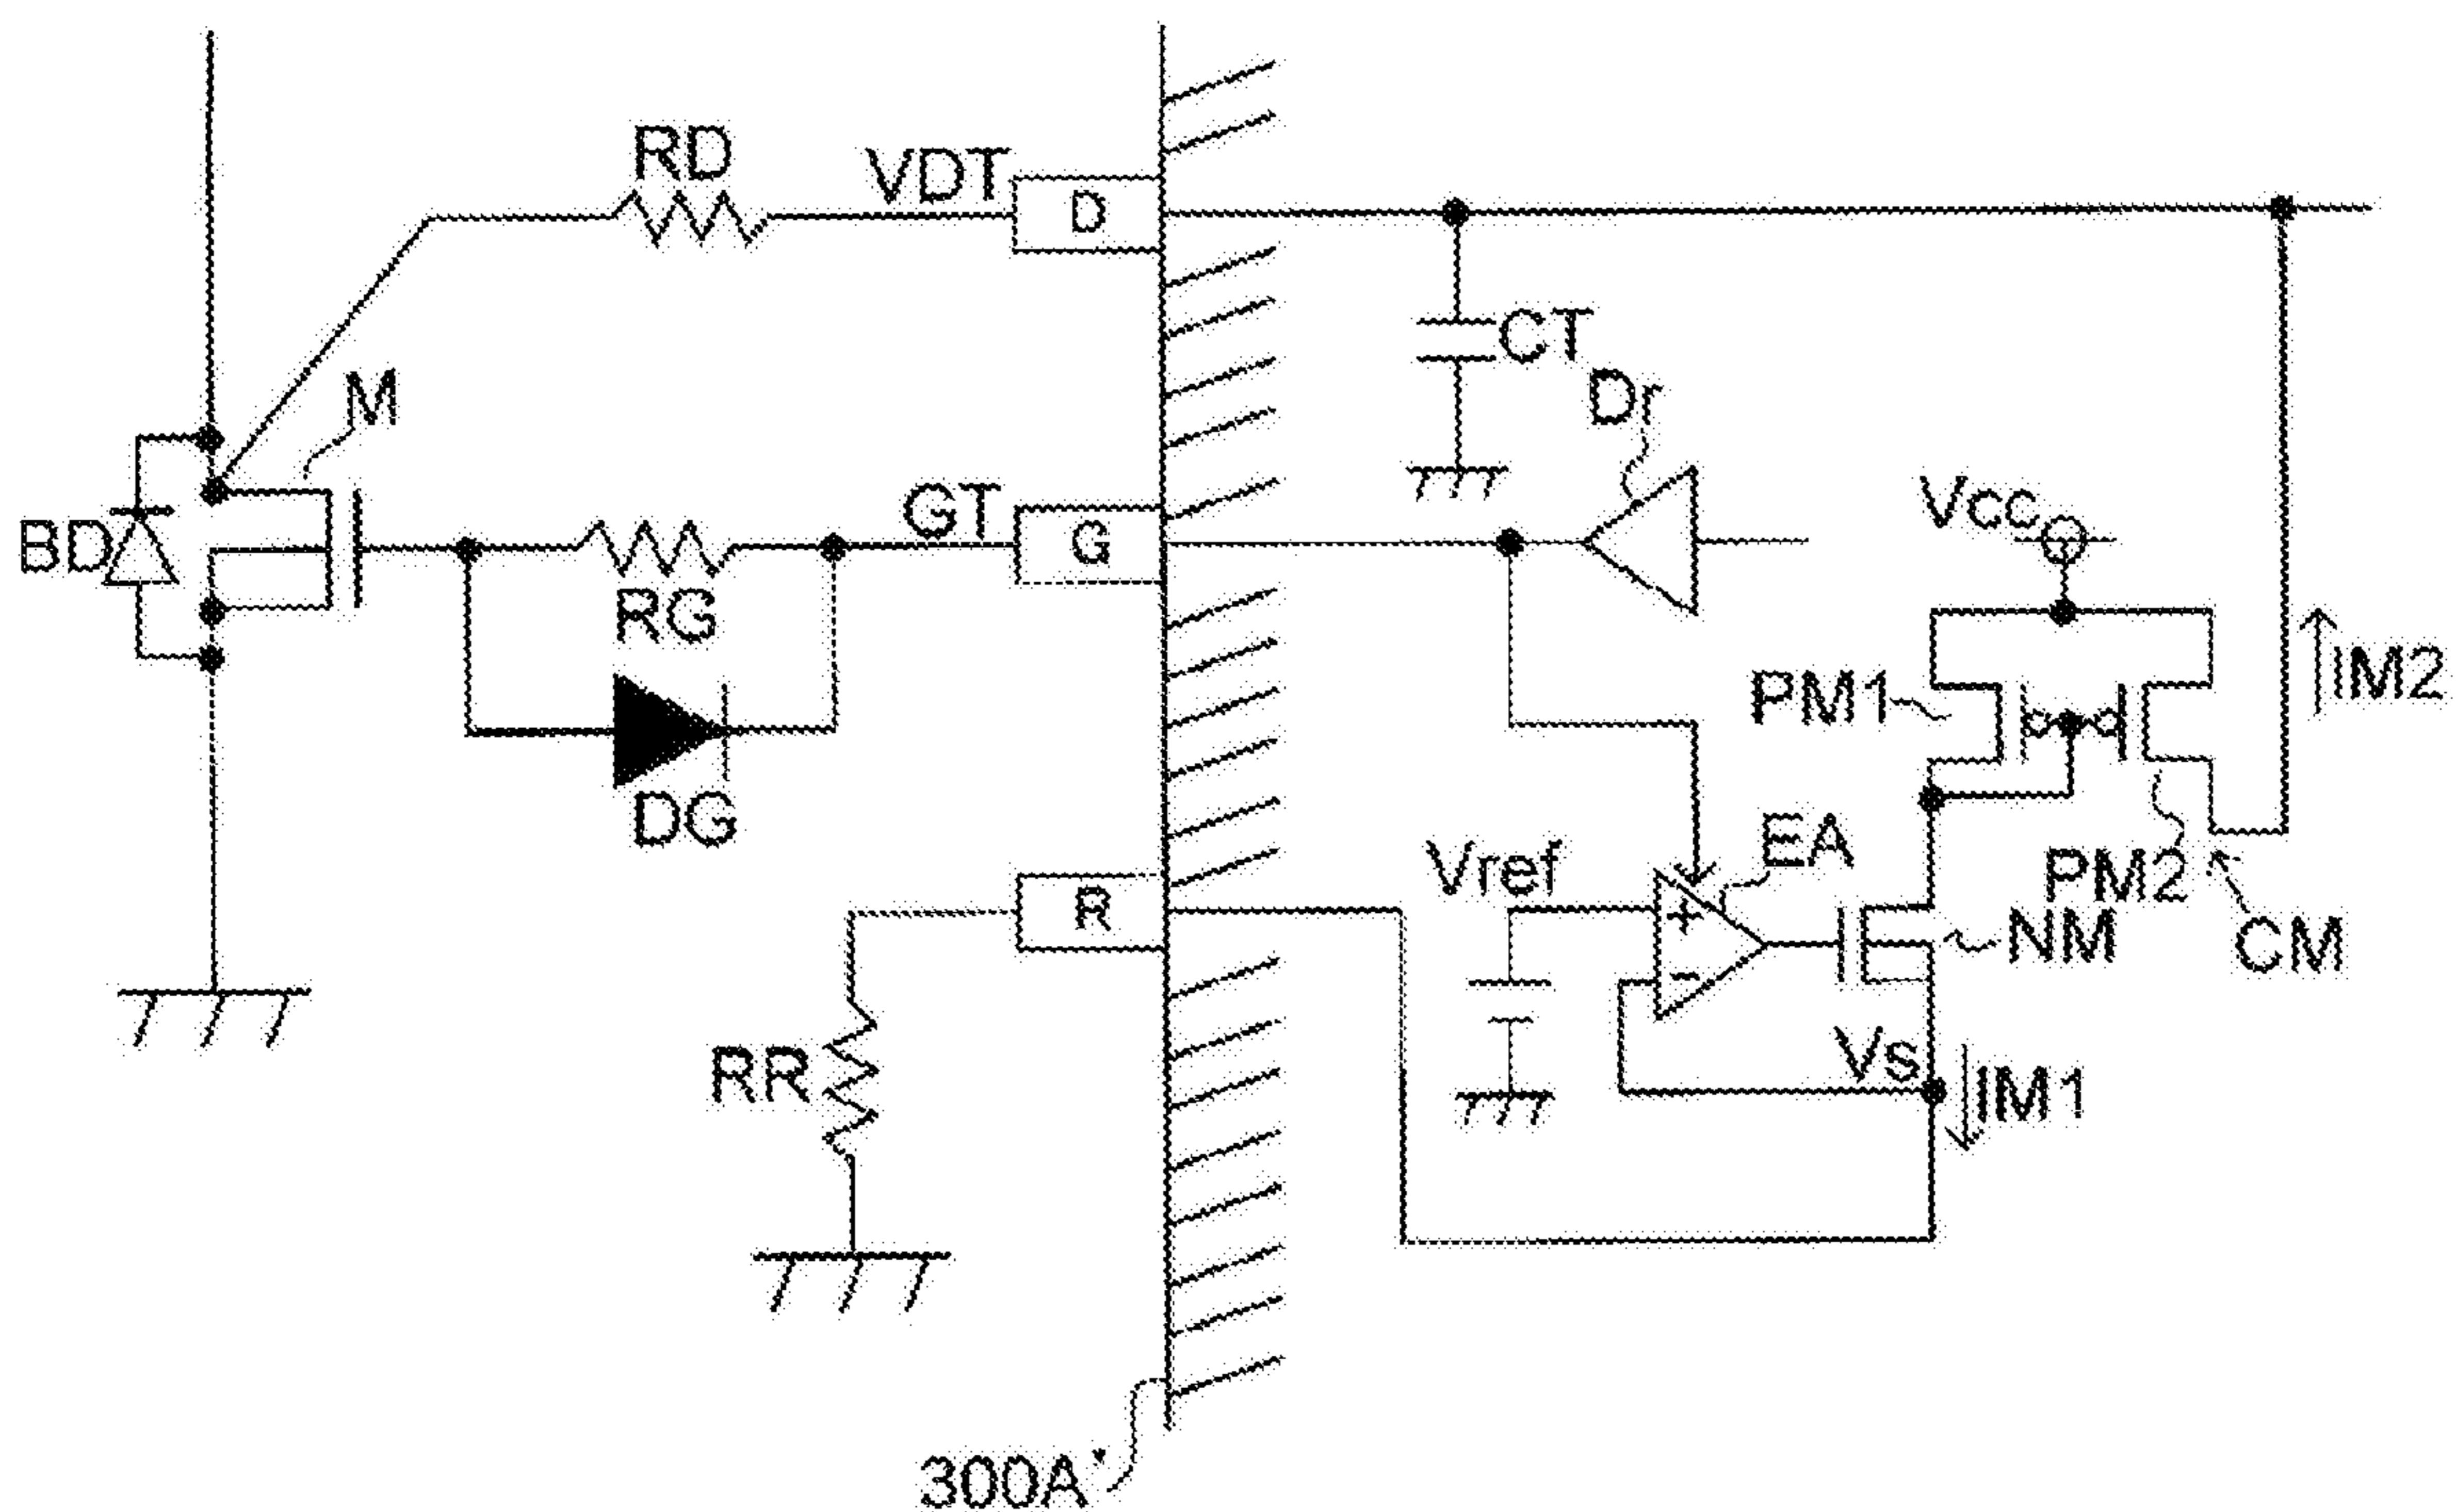 RD
VDT
D
M
CT
Dr
BD
GT
G
Vcc
RG
PM1
IM2
DG
Vref
EA
PM2
R
NM
CM
RR
Vs
IM1
+
-
300A'